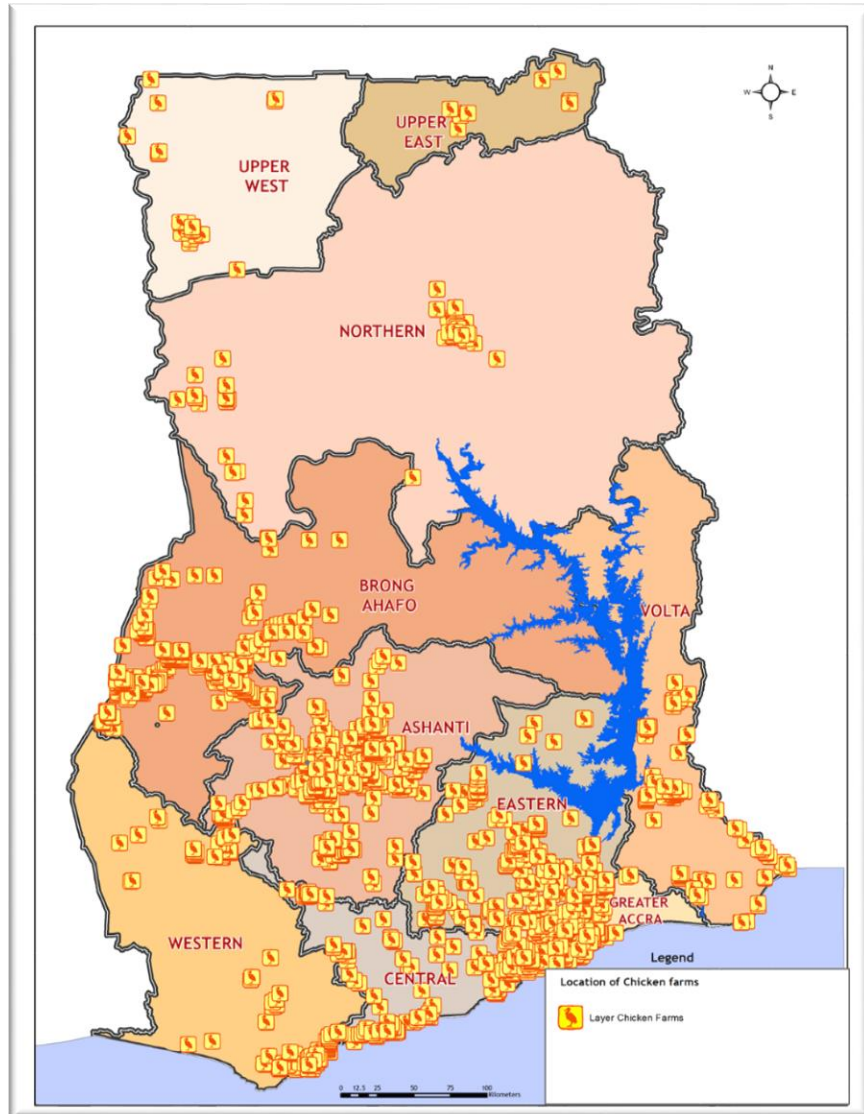 N
W E
S
UPPER
EAST
UPPER
WEST
NORTHERN
BRONG
AHAFO
VOLTA
ASHANTI
EASTERN
GREATER
ACCRA
WESTERN
CENTRAL
Legend
Location of Chicken farms
Layer Chicken Farms
0 12.5 25 50 75 100
Kilometers